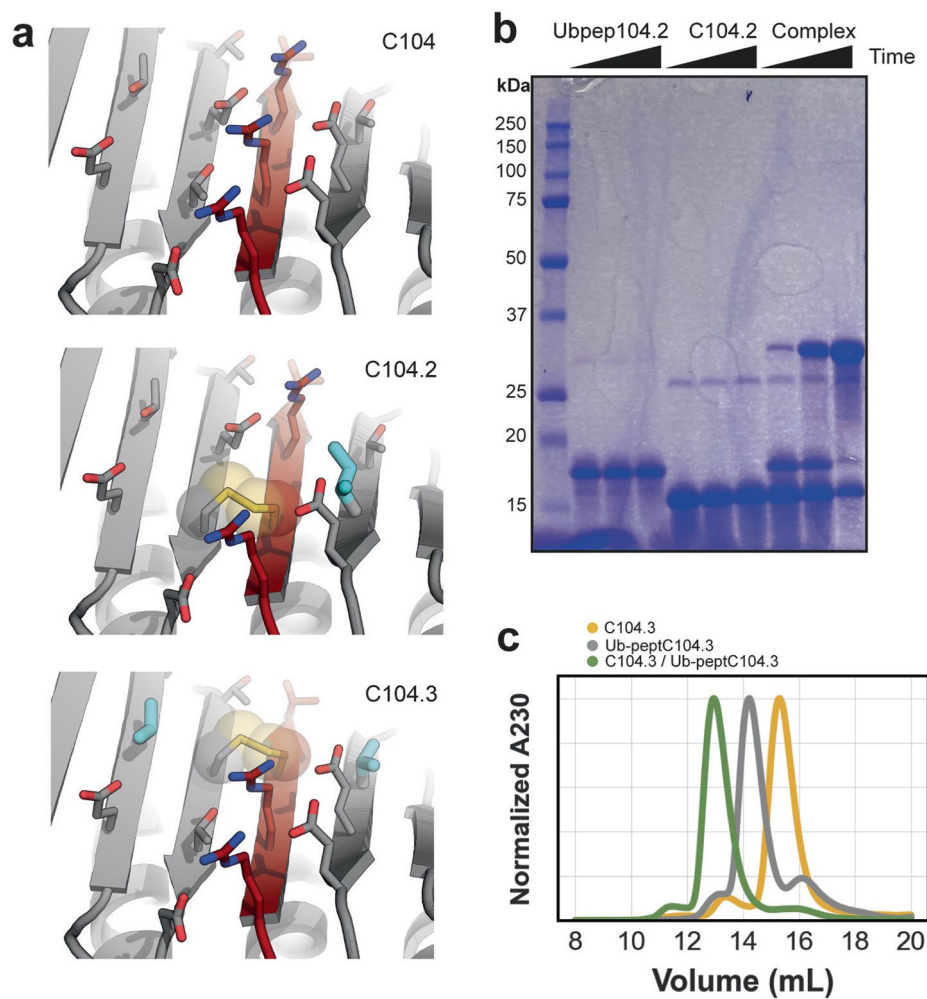 a
C104
C104.2
C104.3
b
Ubpep104.2 C104.2 Complex
Time
kDa
250
150
100
75
50
37
25
20
15
c
C104.3
Ub-peptC104.3
C104.3 / Ub-peptC104.3
Normalized A230
8 10 12 14 16 18 20
Volume (mL)